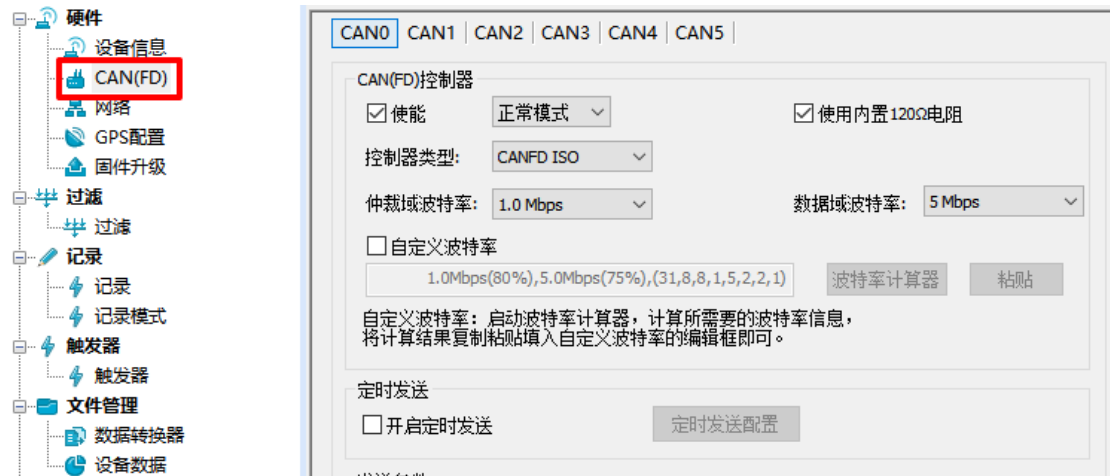 硬件
设备信息
CAN(FD)
网络
GPS配置
固件升级
过滤
过滤
记录
记录
记录模式
触发器
触发器
文件管理
数据转换器
设备数据
CAN0 CAN1 CAN2 CAN3 CAN4 CAN5
CAN(FD)控制器
使能 正常模式 使用内置120Ω电阻
控制器类型: CANFD ISO
仲裁域波特率: 1.0 Mbps 数据域波特率: 5 Mbps
自定义波特率
1.0Mbps(80%),5.0Mbps(75%),(31,8,8,1,5,2,2,1) 波特率计算器 粘贴
自定义波特率：启动波特率计算器，计算所需要的波特率信息，
将计算结果复制粘贴填入自定义波特率的编辑框即可。
定时发送
开启定时发送 定时发送配置